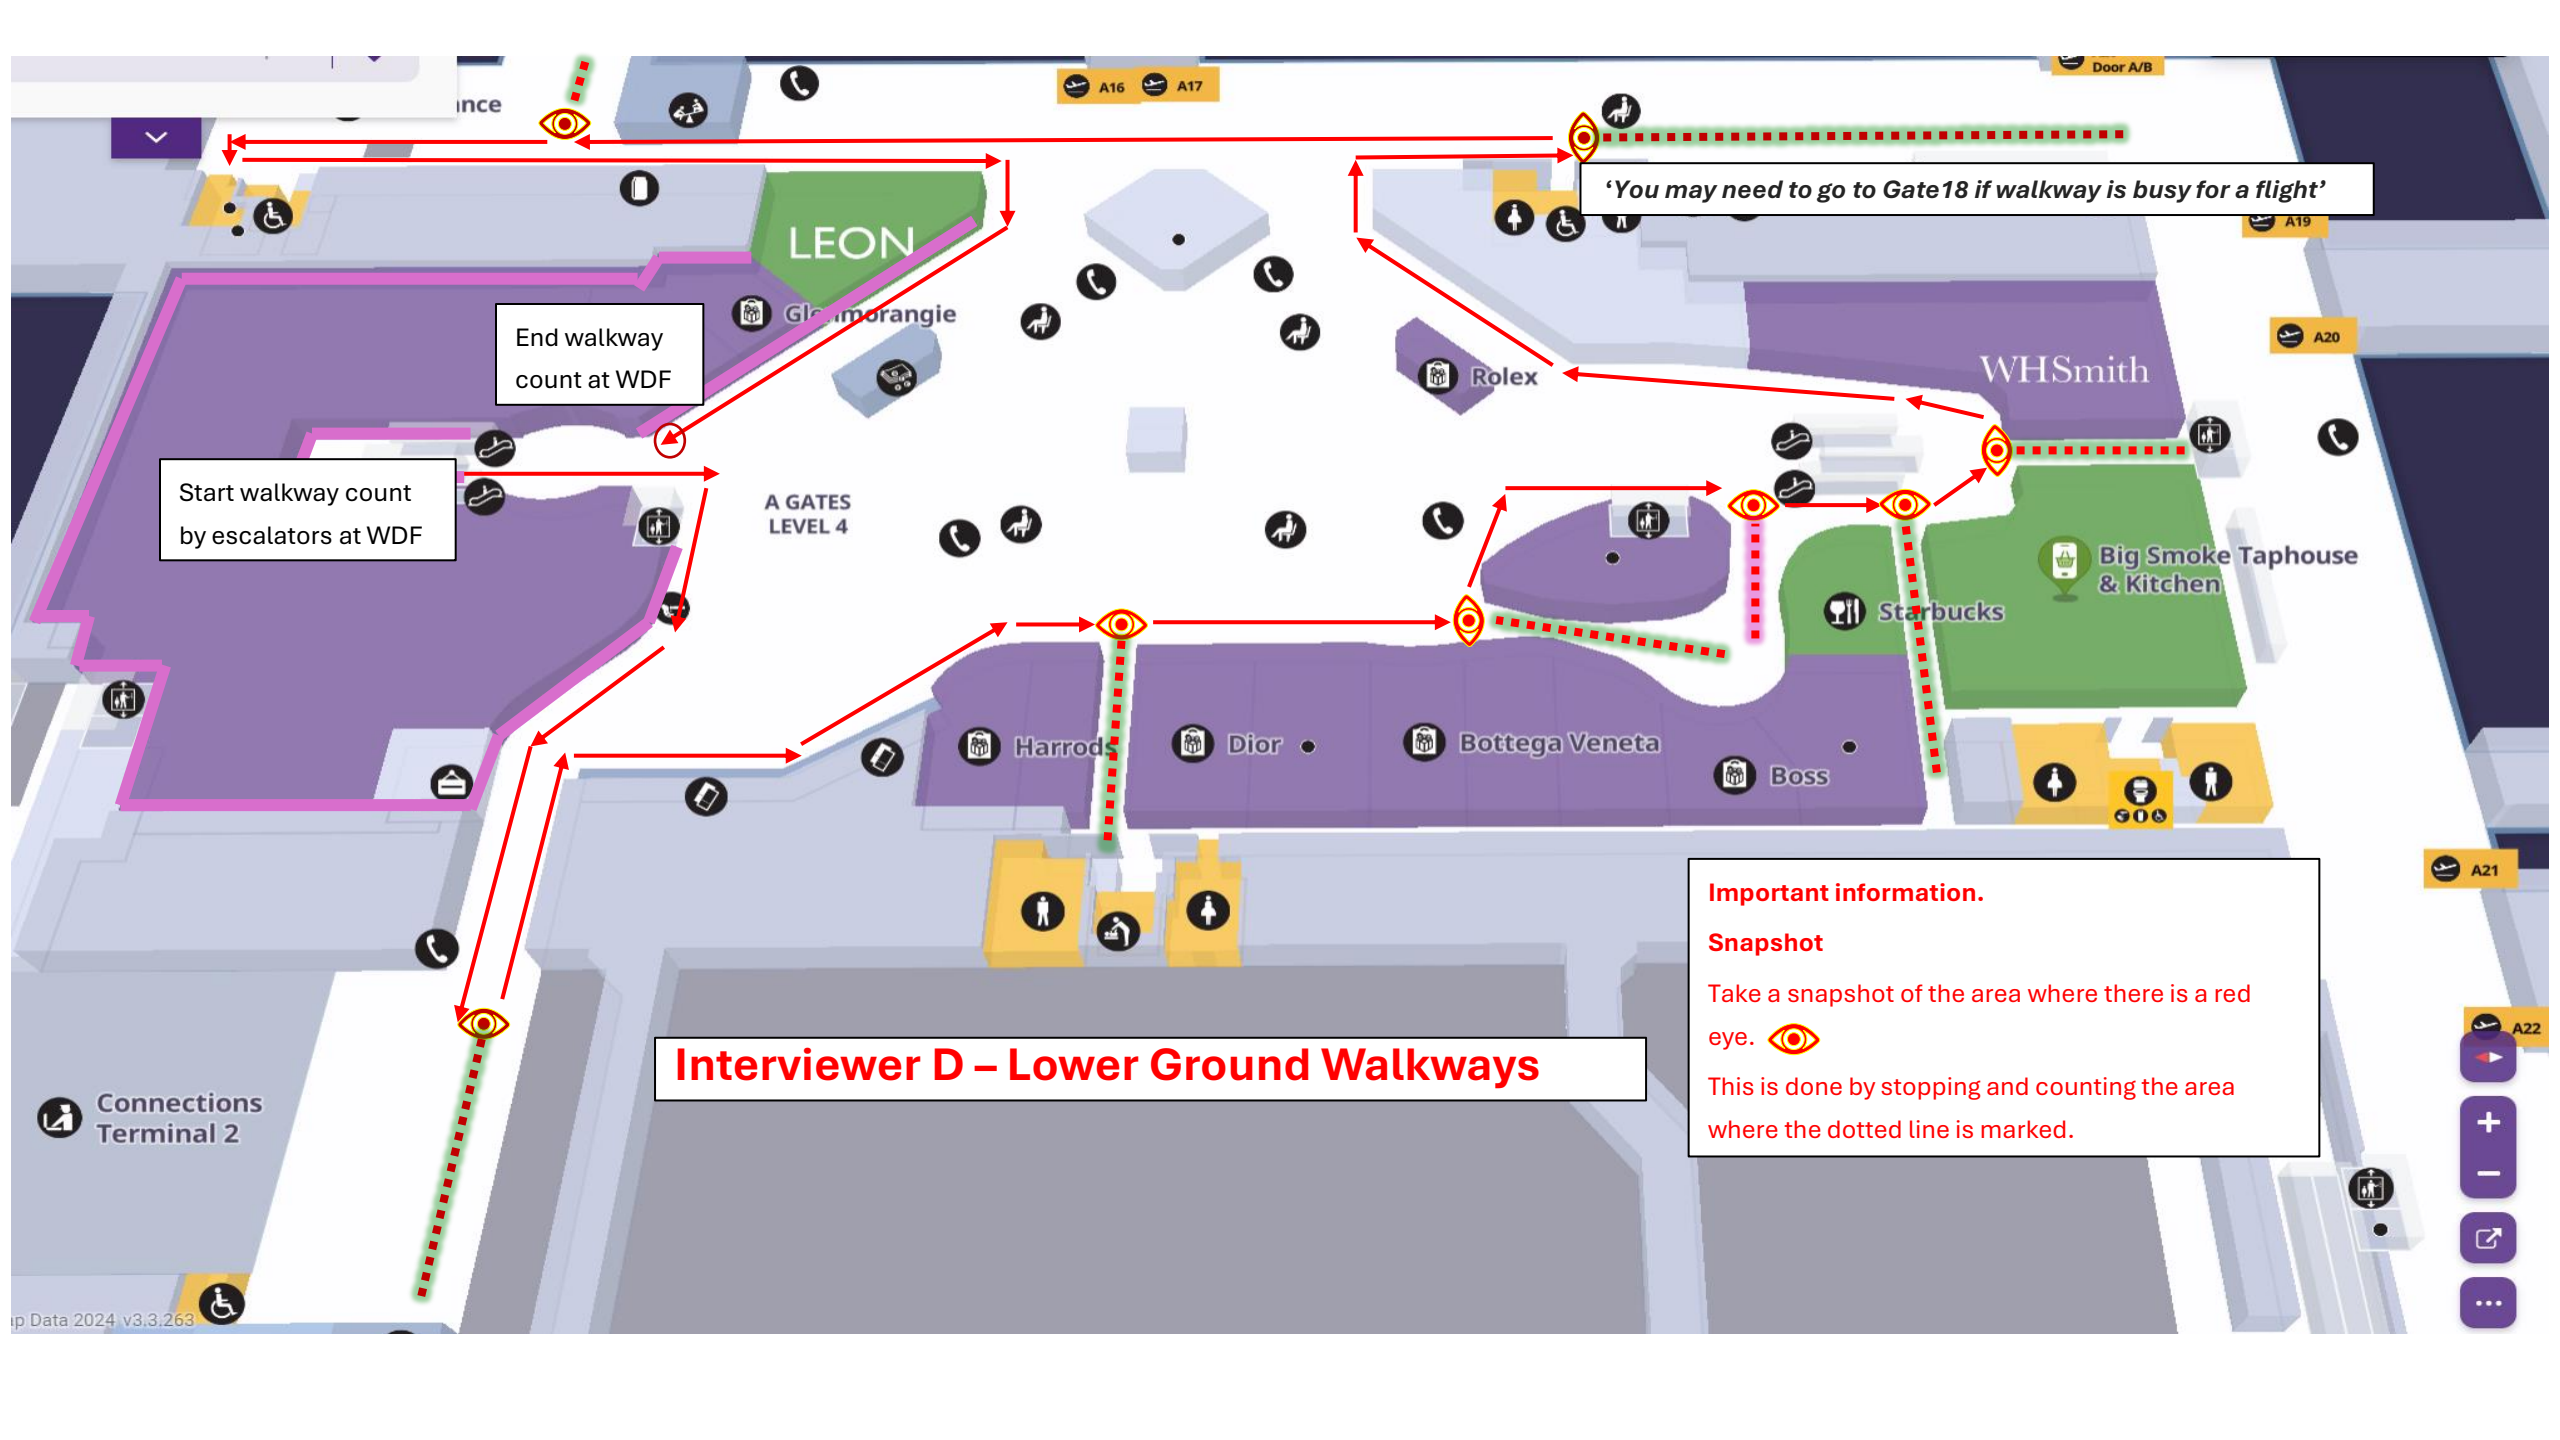 Door A/B
A16
A17
‘You may need to go to Gate18 if walkway is busy for a flight’
A19
LEON
Glenmorangie
End walkway
count at WDF
A20
WHSmith
Rolex
Start walkway count
by escalators at WDF
A GATES
LEVEL 4
Big Smoke Taphouse
& Kitchen
Starbucks
Harrods
Dior
Bottega Veneta
Boss
A21
Important information.
Snapshot
Take a snapshot of the area where there is a red
eye.
This is done by stopping and counting the area
where the dotted line is marked.
A22
Interviewer D – Lower Ground Walkways
Connections
Terminal 2
Data 2024 v3.3.263